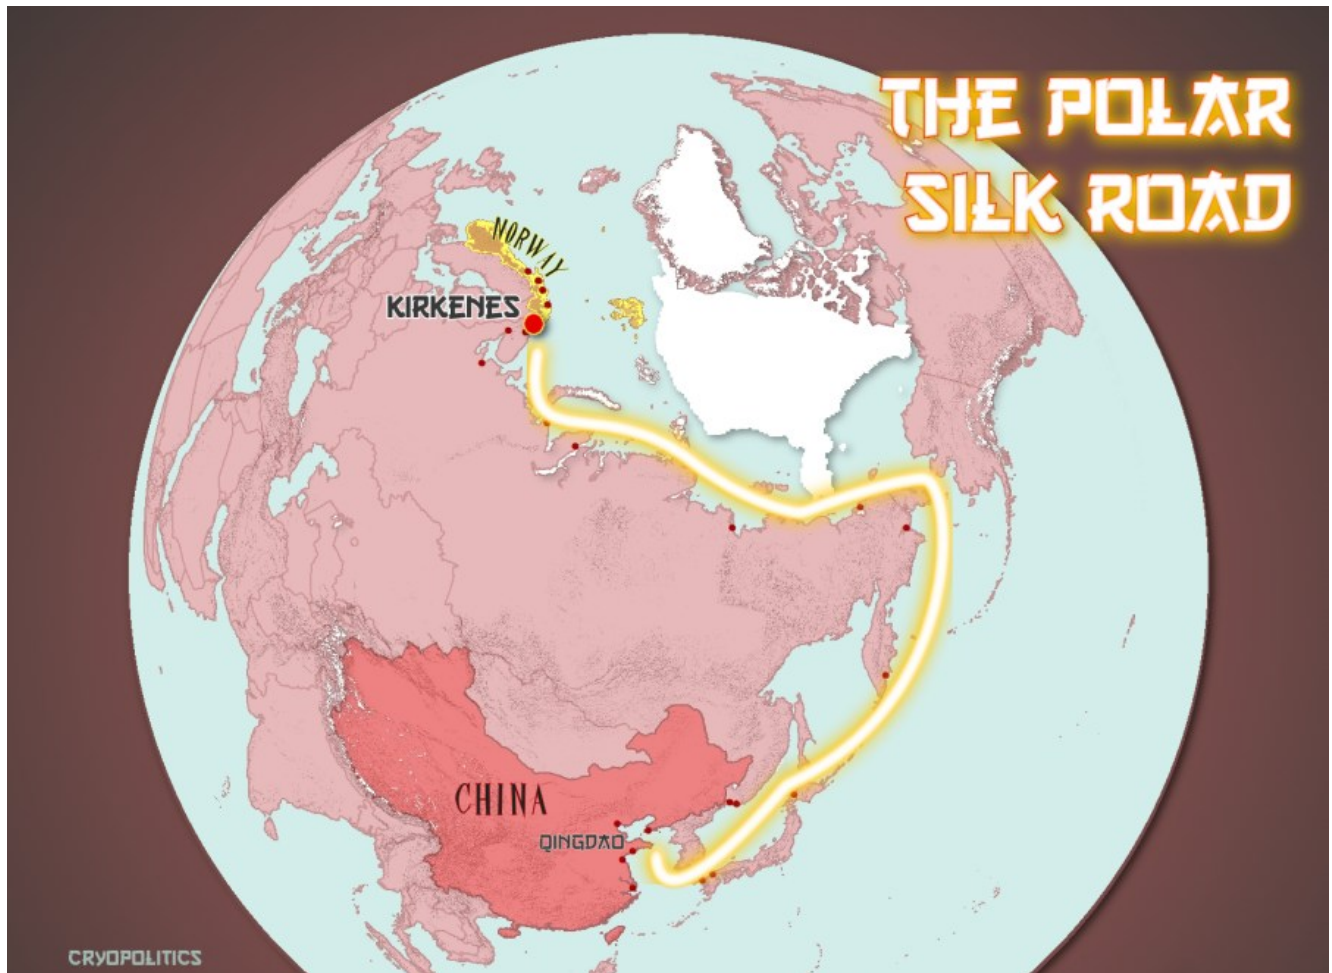 THE POLAR
SILK ROAD
NORWAY
KIRKENES
CHINA
QINGDAO
CRYOPOLITICS